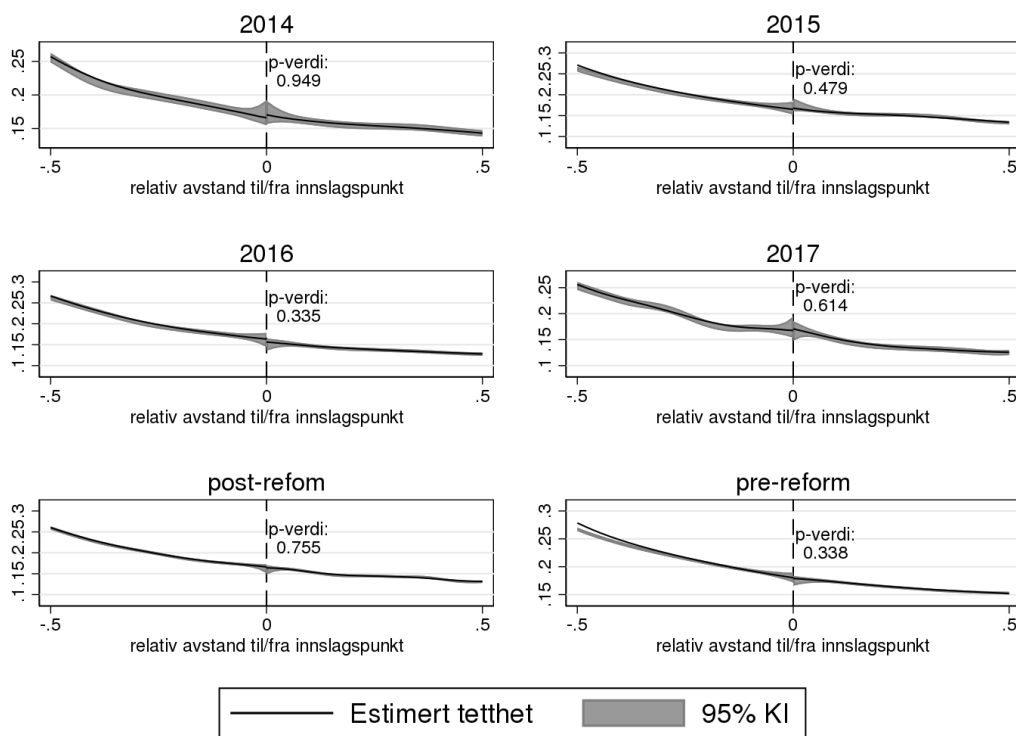 2014
.15 .2 .25
p-verdi:
0.949
-.5 0 .5
relativ avstand til/fra innslagspunkt
2015
.1 .15 .2 .25 .3
p-verdi:
0.479
-.5 0 .5
relativ avstand til/fra innslagspunkt
2016
.1 .15 .2 .25 .3
p-verdi:
0.335
-.5 0 .5
relativ avstand til/fra innslagspunkt
2017
.1 .15 .2 .25
p-verdi:
0.614
-.5 0 .5
relativ avstand til/fra innslagspunkt
post-refom
.1 .15 .2 .25 .3
p-verdi:
0.755
-.5 0 .5
relativ avstand til/fra innslagspunkt
pre-reform
.15 .2 .25 .3
p-verdi:
0.338
-.5 0 .5
relativ avstand til/fra innslagspunkt
Estimert tetthet 95% KI